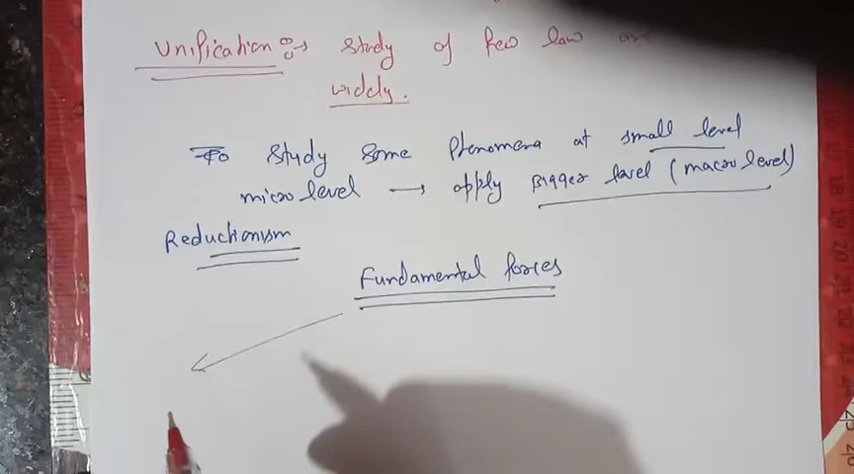 Unification :→ study of few law are
widely.
To study some Phenomena at small level
micro level → apply Bigger level (macro level)
Reductionism
Fundamental forces